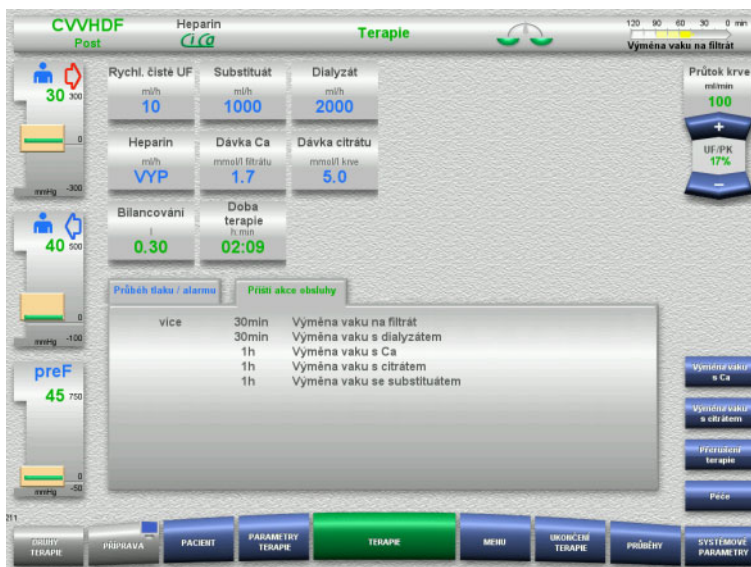 CVVHDF
Post
Heparin
CiCa
Terapie
120 90 60 30 0 min
Výměna vaku na filtrát
30 300
0
mmHg -300
40 500
0
mmHg -100
preF
45 750
0
mmHg -50
Rychl. čisté UF
ml/h
10
Substituát
ml/h
1000
Dialyzát
ml/h
2000
Heparin
ml/h
VYP
Dávka Ca
mmol/l filtrátu
1.7
Dávka citrátu
mmol/l krve
5.0
Bilancování
l
0.30
Doba
terapie
h:min
02:09
Průtok krve
ml/min
100
+
UF/PK
17%
−
Průběh tlaku / alarmu
Příští akce obsluhy
více 30min Výměna vaku na filtrát
30min Výměna vaku s dialyzátem
1h Výměna vaku s Ca
1h Výměna vaku s citrátem
1h Výměna vaku se substituátem
Výměna vaku
s Ca
Výměna vaku
s citrátem
Přerušení
terapie
Péče
211
DRUHY
TERAPIE
PŘÍPRAVA
PACIENT
PARAMETRY
TERAPIE
TERAPIE
MENU
UKONČENÍ
TERAPIE
PRŮBĚHY
SYSTÉMOVÉ
PARAMETRY